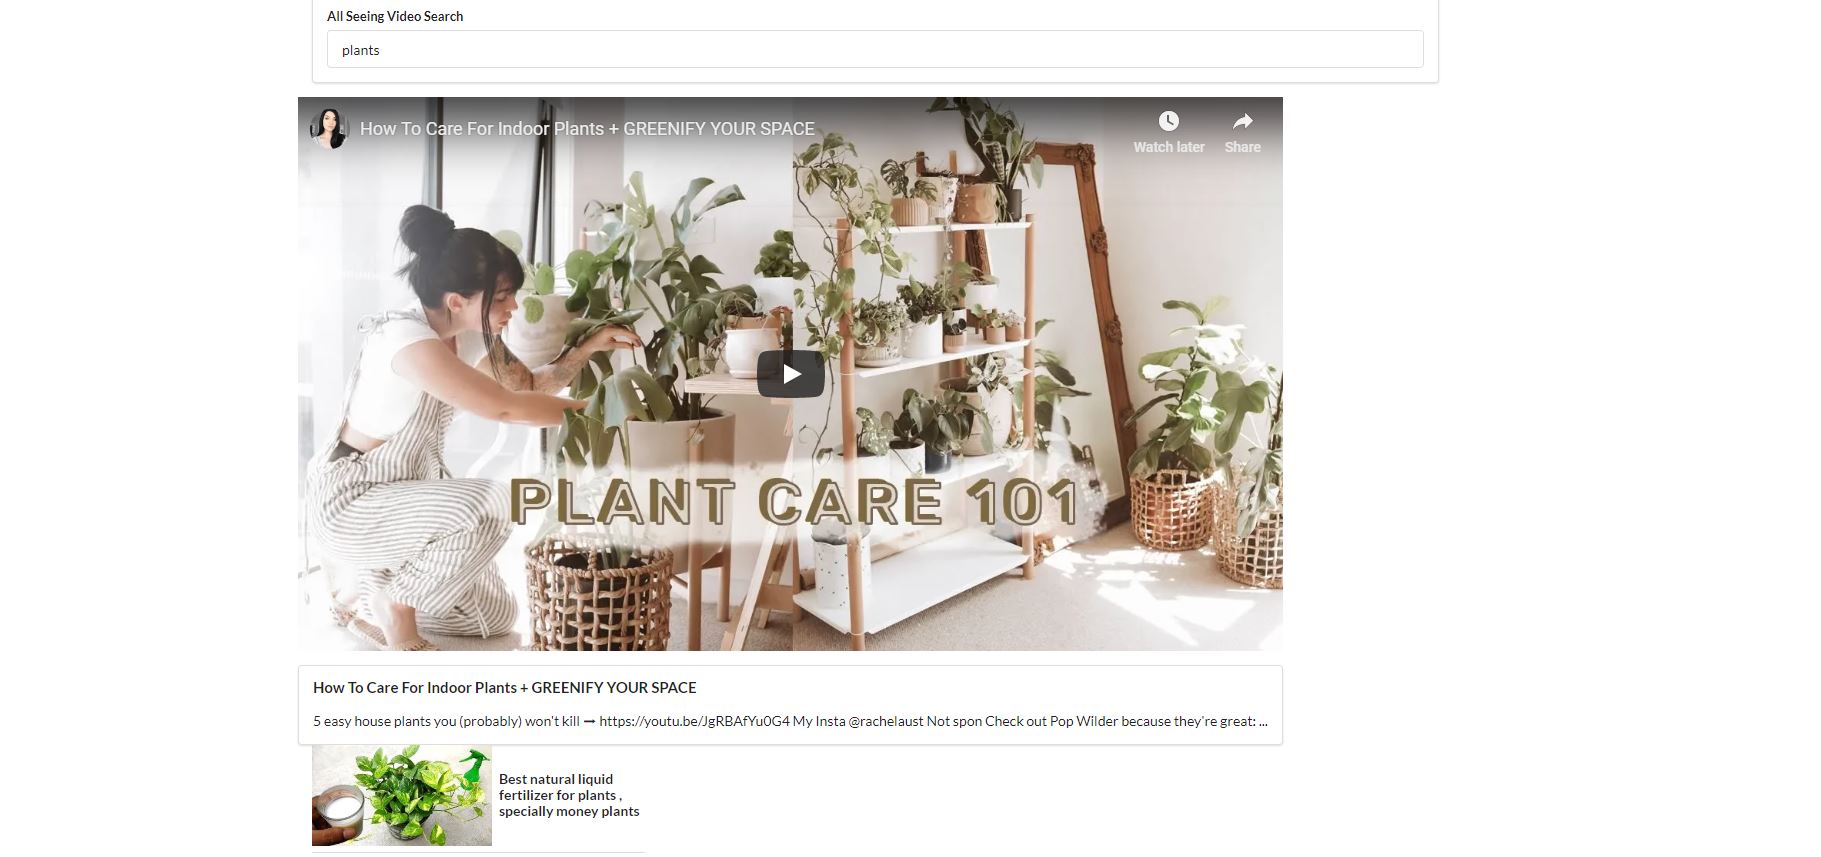 All Seeing Video Search
plants
How To Care For Indoor Plants + GREENIFY YOUR SPACE
Watch later
Share
PLANT CARE 101
How To Care For Indoor Plants + GREENIFY YOUR SPACE
5 easy house plants you (probably) won't kill ➞ https://youtu.be/JgRBAfYu0G4 My Insta @rachelaust Not spon Check out Pop Wilder because they're great: ...
Best natural liquid
fertilizer for plants ,
specially money plants